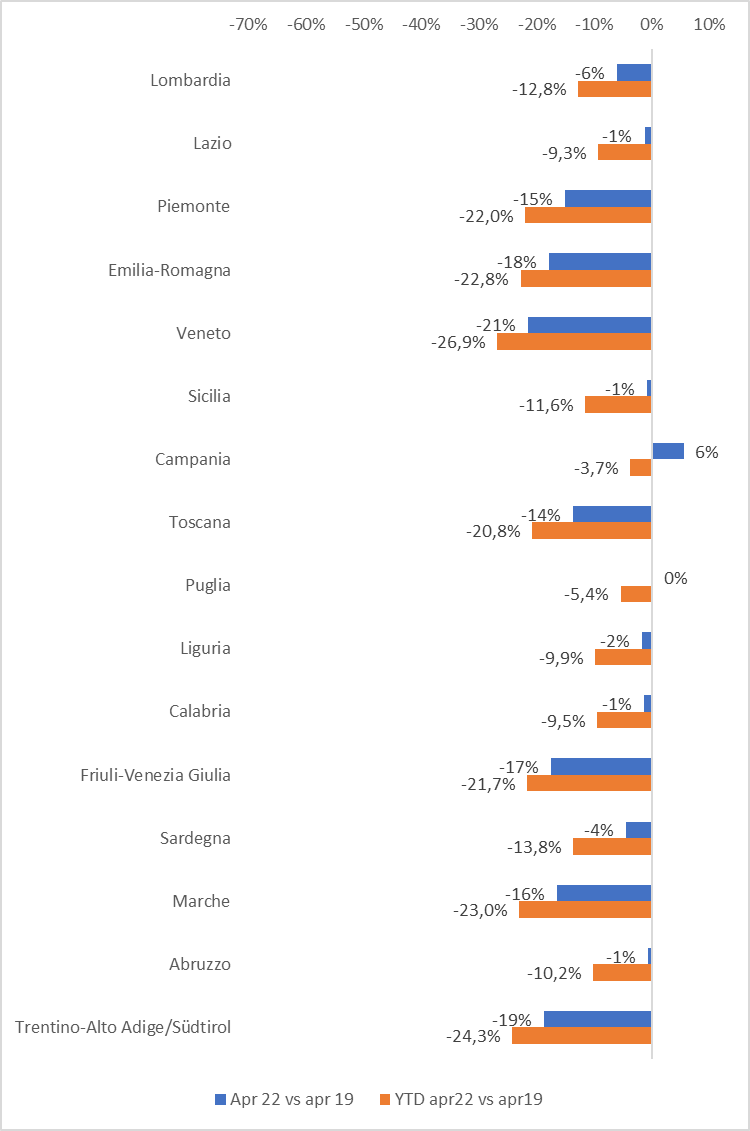 -70% -60% -50% -40% -30% -20% -10% 0% 10%
Lombardia -6%
-12,8%
Lazio -1%
-9,3%
Piemonte -15%
-22,0%
Emilia-Romagna -18%
-22,8%
Veneto -21%
-26,9%
Sicilia -1%
-11,6%
Campania 6%
-3,7%
Toscana -14%
-20,8%
Puglia 0%
-5,4%
Liguria -2%
-9,9%
Calabria -1%
-9,5%
Friuli-Venezia Giulia -17%
-21,7%
Sardegna -4%
-13,8%
Marche -16%
-23,0%
Abruzzo -1%
-10,2%
Trentino-Alto Adige/Südtirol -19%
-24,3%
Apr 22 vs apr 19 YTD apr22 vs apr19